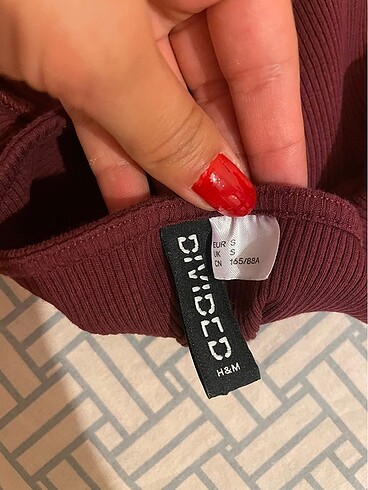 EUR S
UK S
CN 165/88A
DIVIDED
H&M